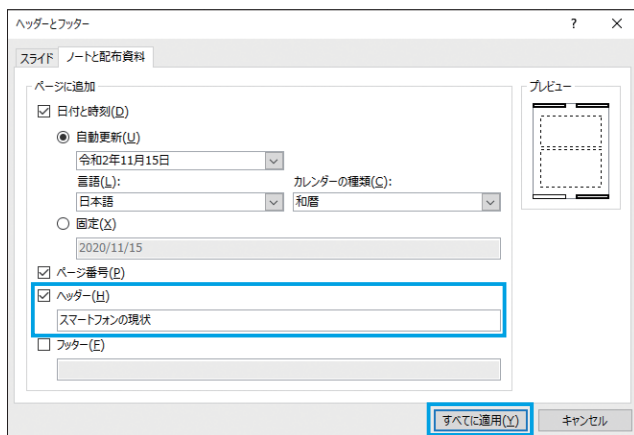 ヘッダーとフッター
? ×
スライド ノートと配布資料
ページに追加
プレビュー
日付と時刻(D)
自動更新(U)
令和2年11月15日
言語(L): カレンダーの種類(C):
日本語 和暦
固定(X)
2020/11/15
ページ番号(P)
ヘッダー(H)
スマートフォンの現状
フッター(F)
すべてに適用(Y) キャンセル